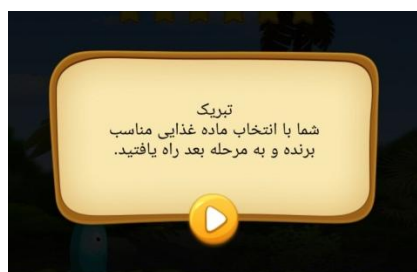 تبریک
شما با انتخاب ماده غذایی مناسب
برنده و به مرحله بعد راه یافتید.